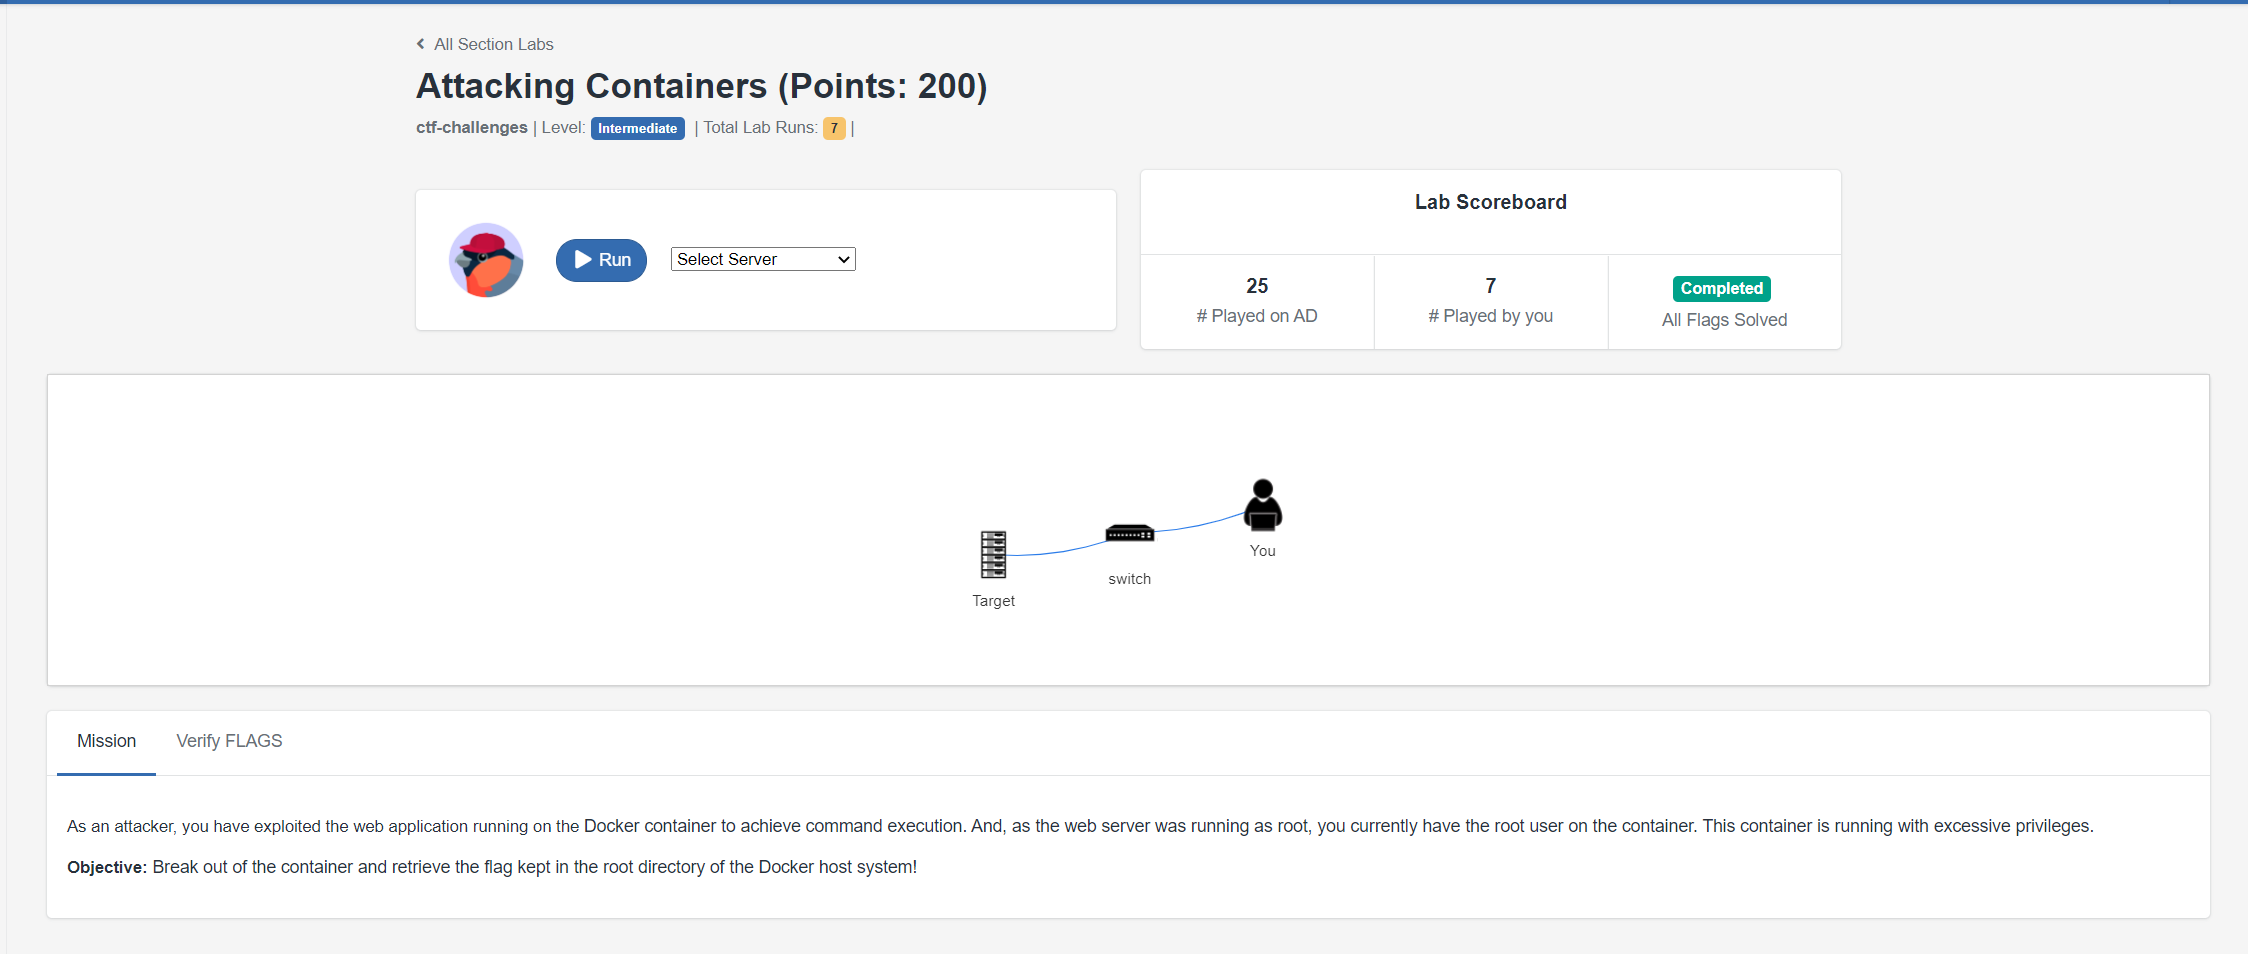 All Section Labs
Attacking Containers (Points: 200)
ctf-challenges | Level: Intermediate | Total Lab Runs: 7 |
Run
Select Server
Lab Scoreboard
25
# Played on AD
7
# Played by you
Completed
All Flags Solved
You
switch
Target
Mission
Verify FLAGS
As an attacker, you have exploited the web application running on the Docker container to achieve command execution. And, as the web server was running as root, you currently have the root user on the container. This container is running with excessive privileges.
Objective: Break out of the container and retrieve the flag kept in the root directory of the Docker host system!